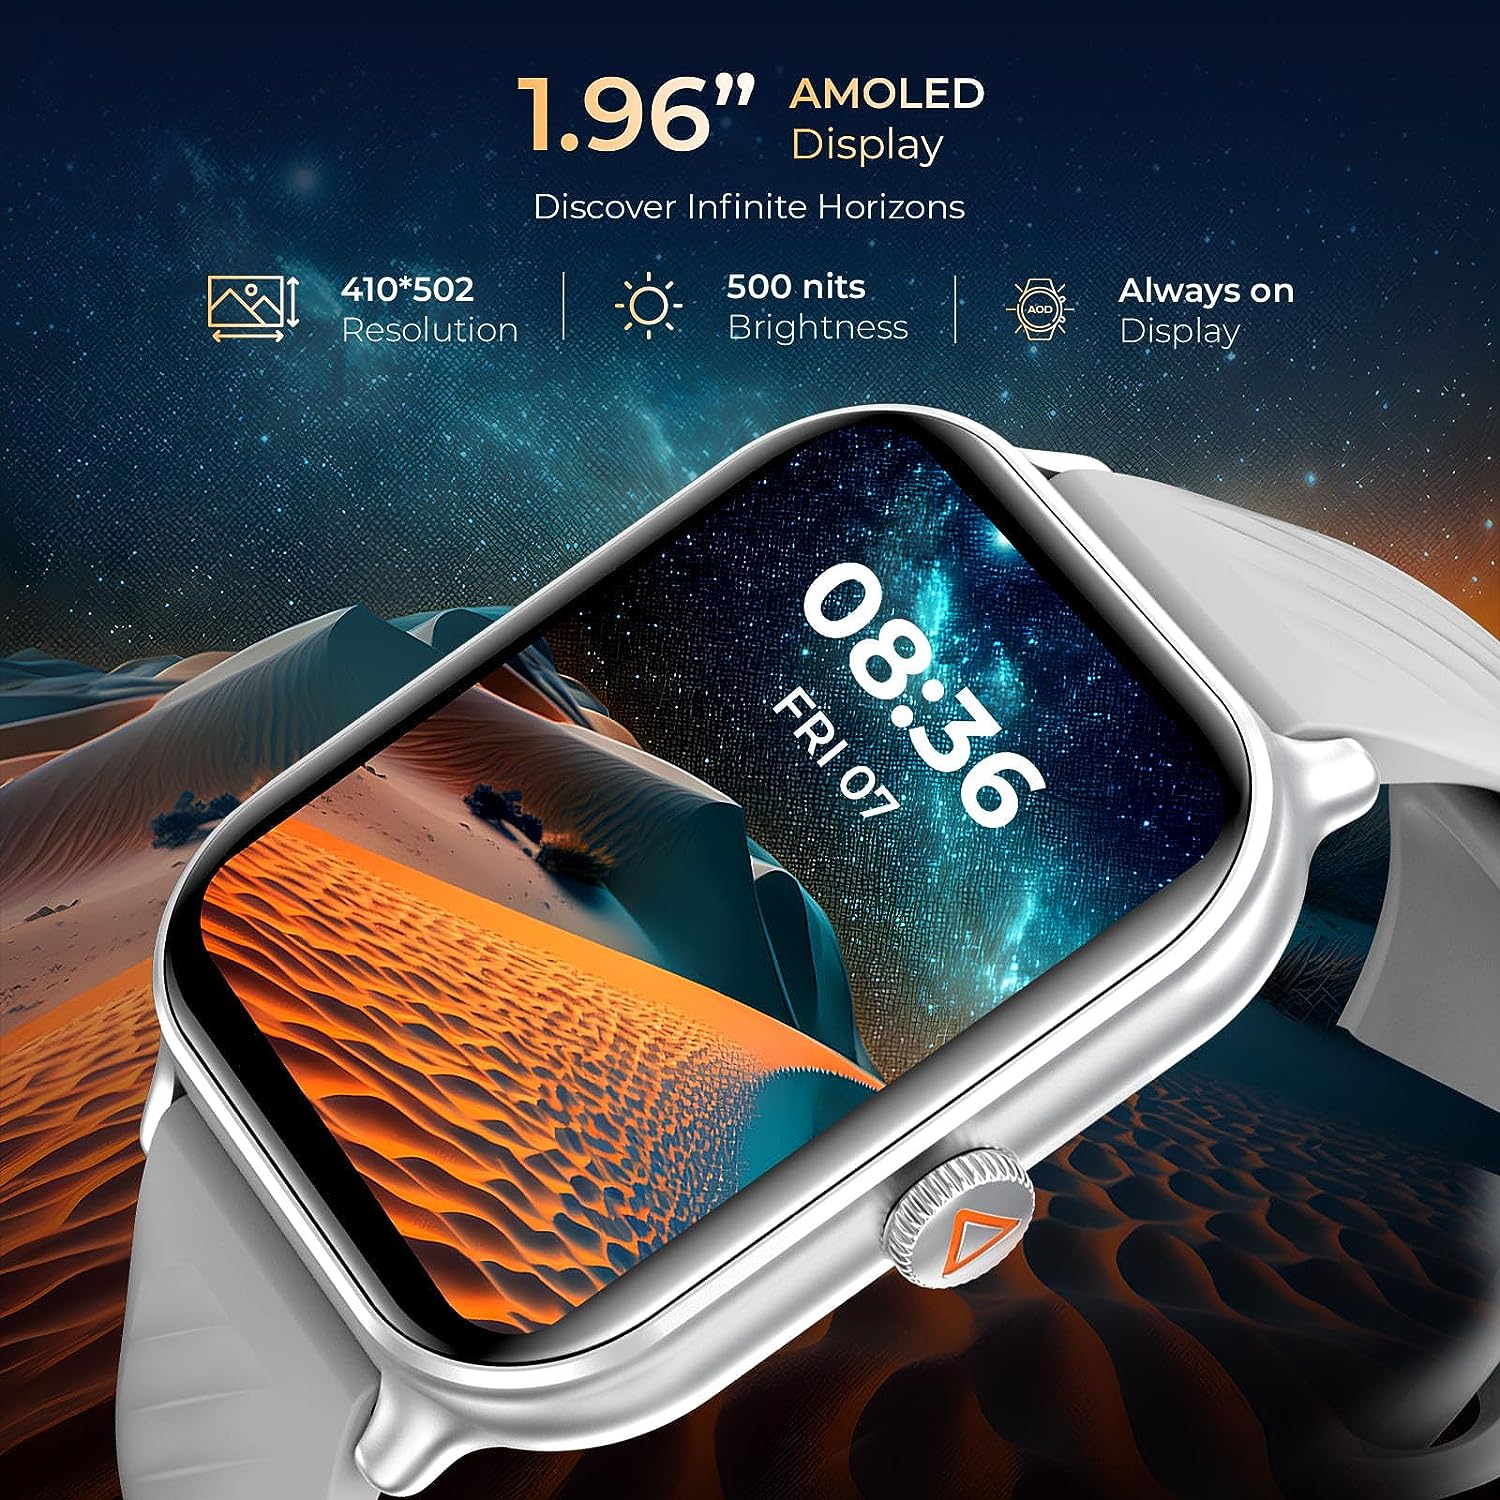 1.96” AMOLED
Display
Discover Infinite Horizons
410*502
Resolution
500 nits
Brightness
AOD
Always on
Display
08:36
FRI 07